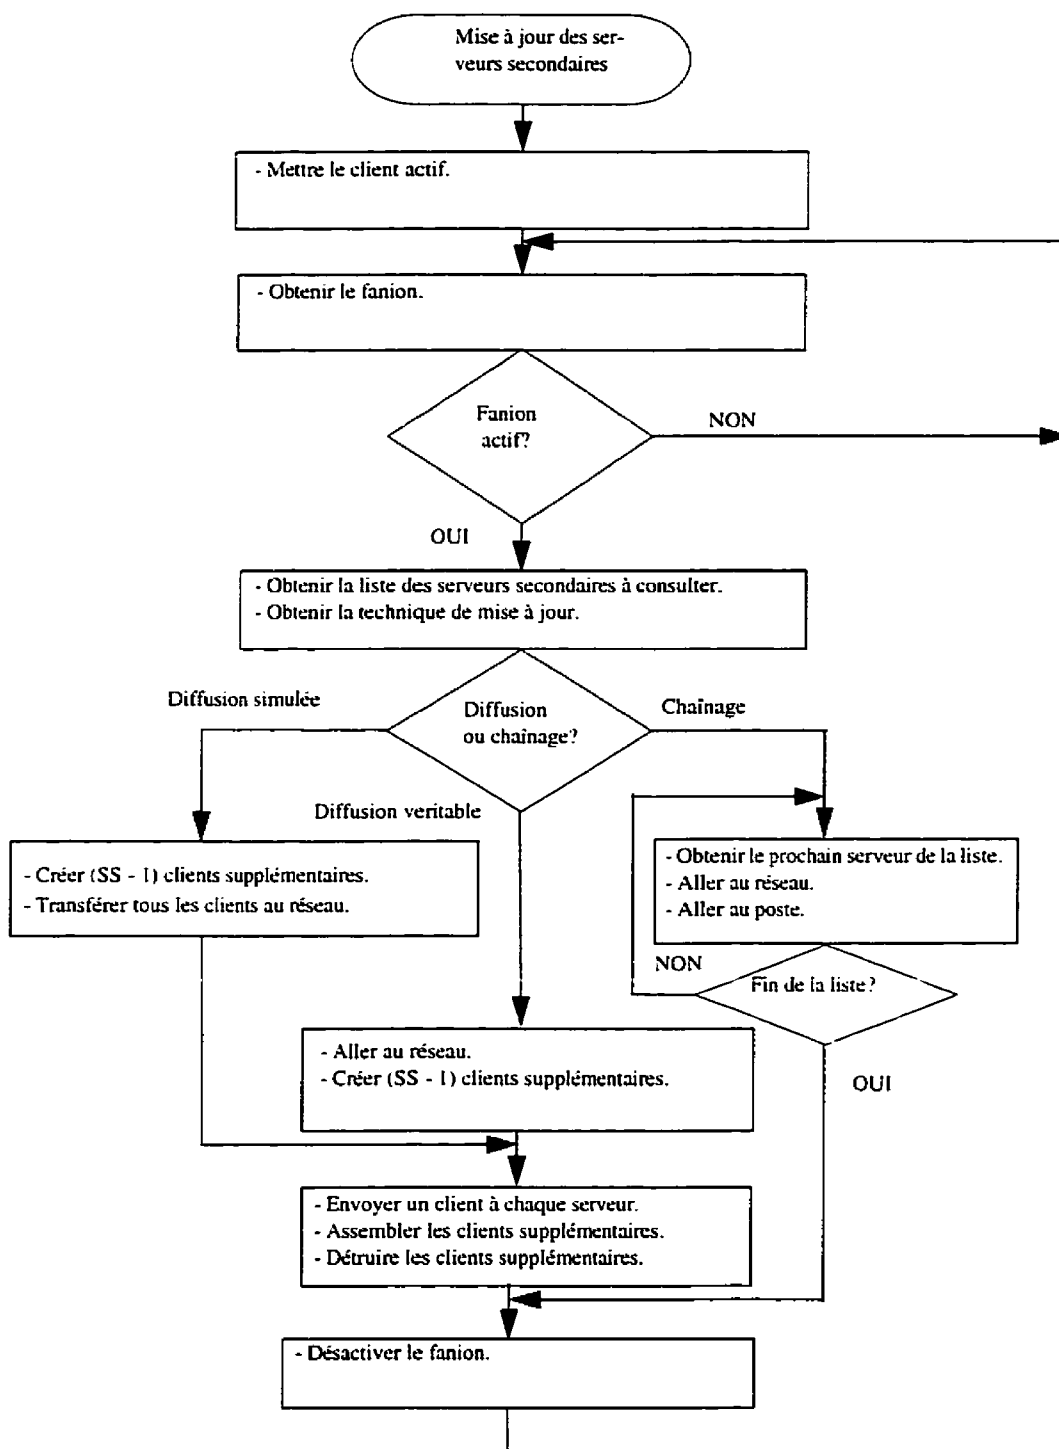 Mise à jour des ser-
veurs secondaires
- Mettre le client actif.
- Obtenir le fanion.
Fanion
actif?
NON
OUI
- Obtenir la liste des serveurs secondaires à consulter.
- Obtenir la technique de mise à jour.
Diffusion simulée
Diffusion
ou chaînage?
Chaînage
Diffusion veritable
- Créer (SS - 1) clients supplémentaires.
- Transférer tous les clients au réseau.
- Obtenir le prochain serveur de la liste.
- Aller au réseau.
- Aller au poste.
NON
Fin de la liste?
- Aller au réseau.
- Créer (SS - 1) clients supplémentaires.
OUI
- Envoyer un client à chaque serveur.
- Assembler les clients supplémentaires.
- Détruire les clients supplémentaires.
- Désactiver le fanion.